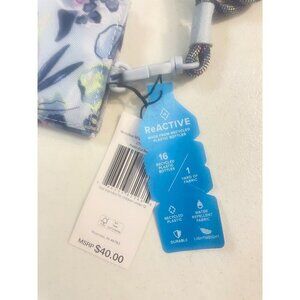 ReACTIVE
MADE FROM RECYCLED
PLASTIC BOTTLES
16
RECYCLED
PLASTIC
BOTTLES
1
YARD OF
FABRIC
RECYCLED
PLASTIC
WATER
REPELLENT
FABRIC
DURABLE
LIGHTWEIGHT
MSRP $40.00